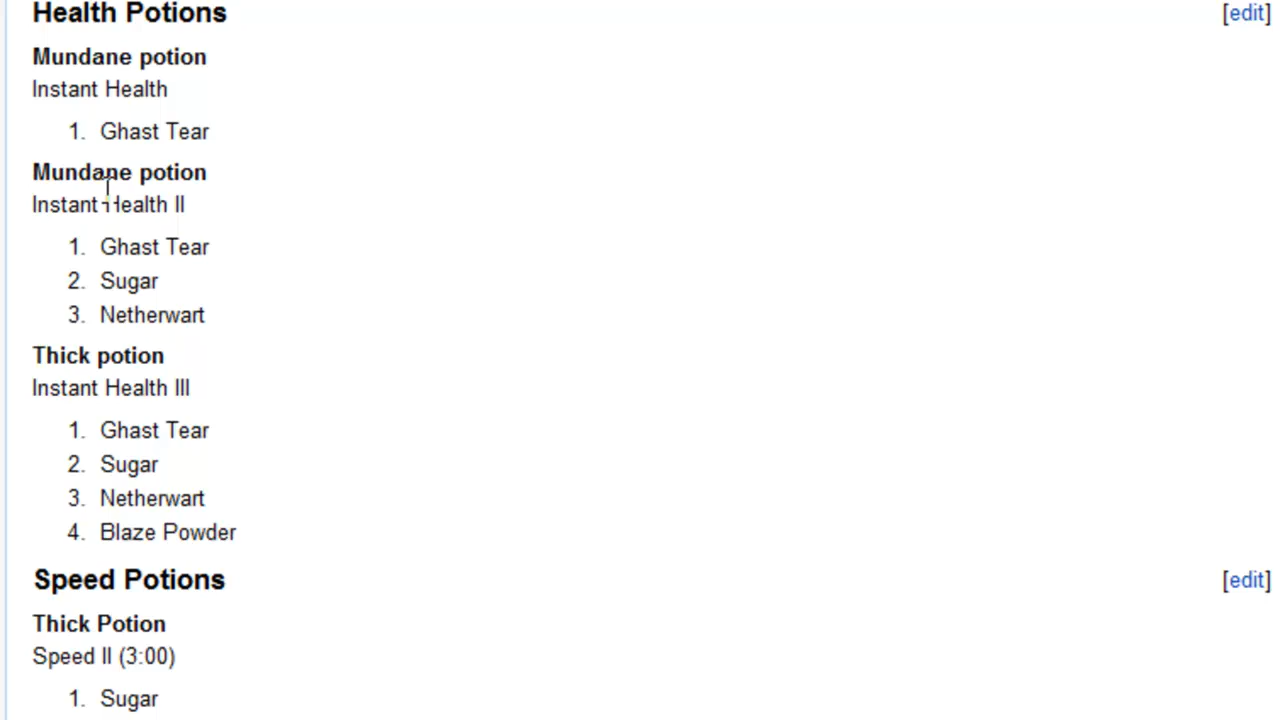 Health Potions [edit]
Mundane potion
Instant Health
1. Ghast Tear
Mundane potion
Instant Health II
1. Ghast Tear
2. Sugar
3. Netherwart
Thick potion
Instant Health III
1. Ghast Tear
2. Sugar
3. Netherwart
4. Blaze Powder
Speed Potions [edit]
Thick Potion
Speed II (3:00)
1. Sugar